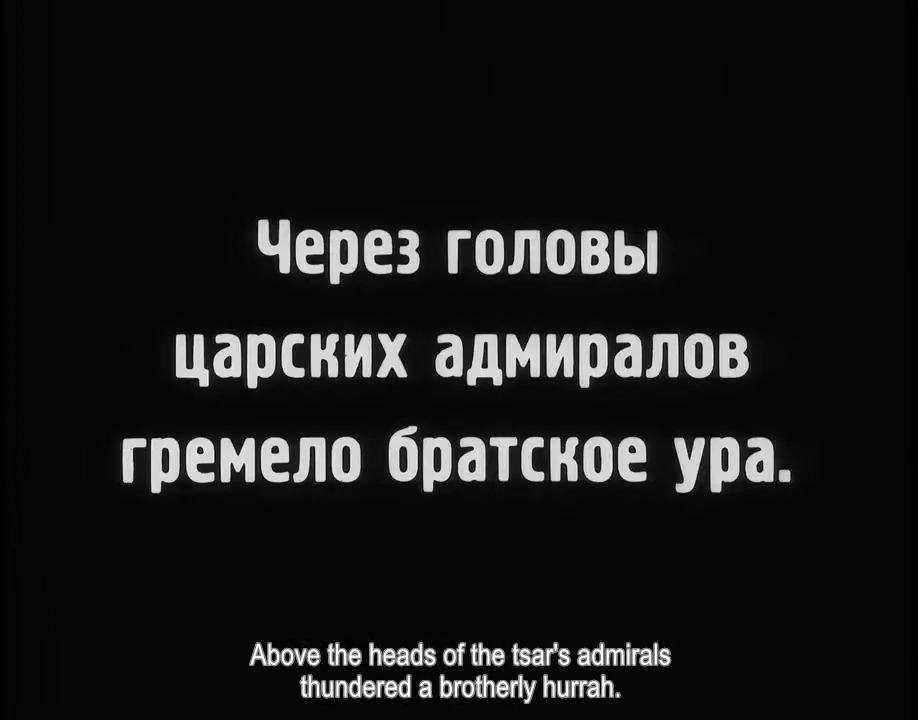 Через головы
царских адмиралов
гремело братское ура.
Above the heads of the tsar's admirals
thundered a brotherly hurrah.